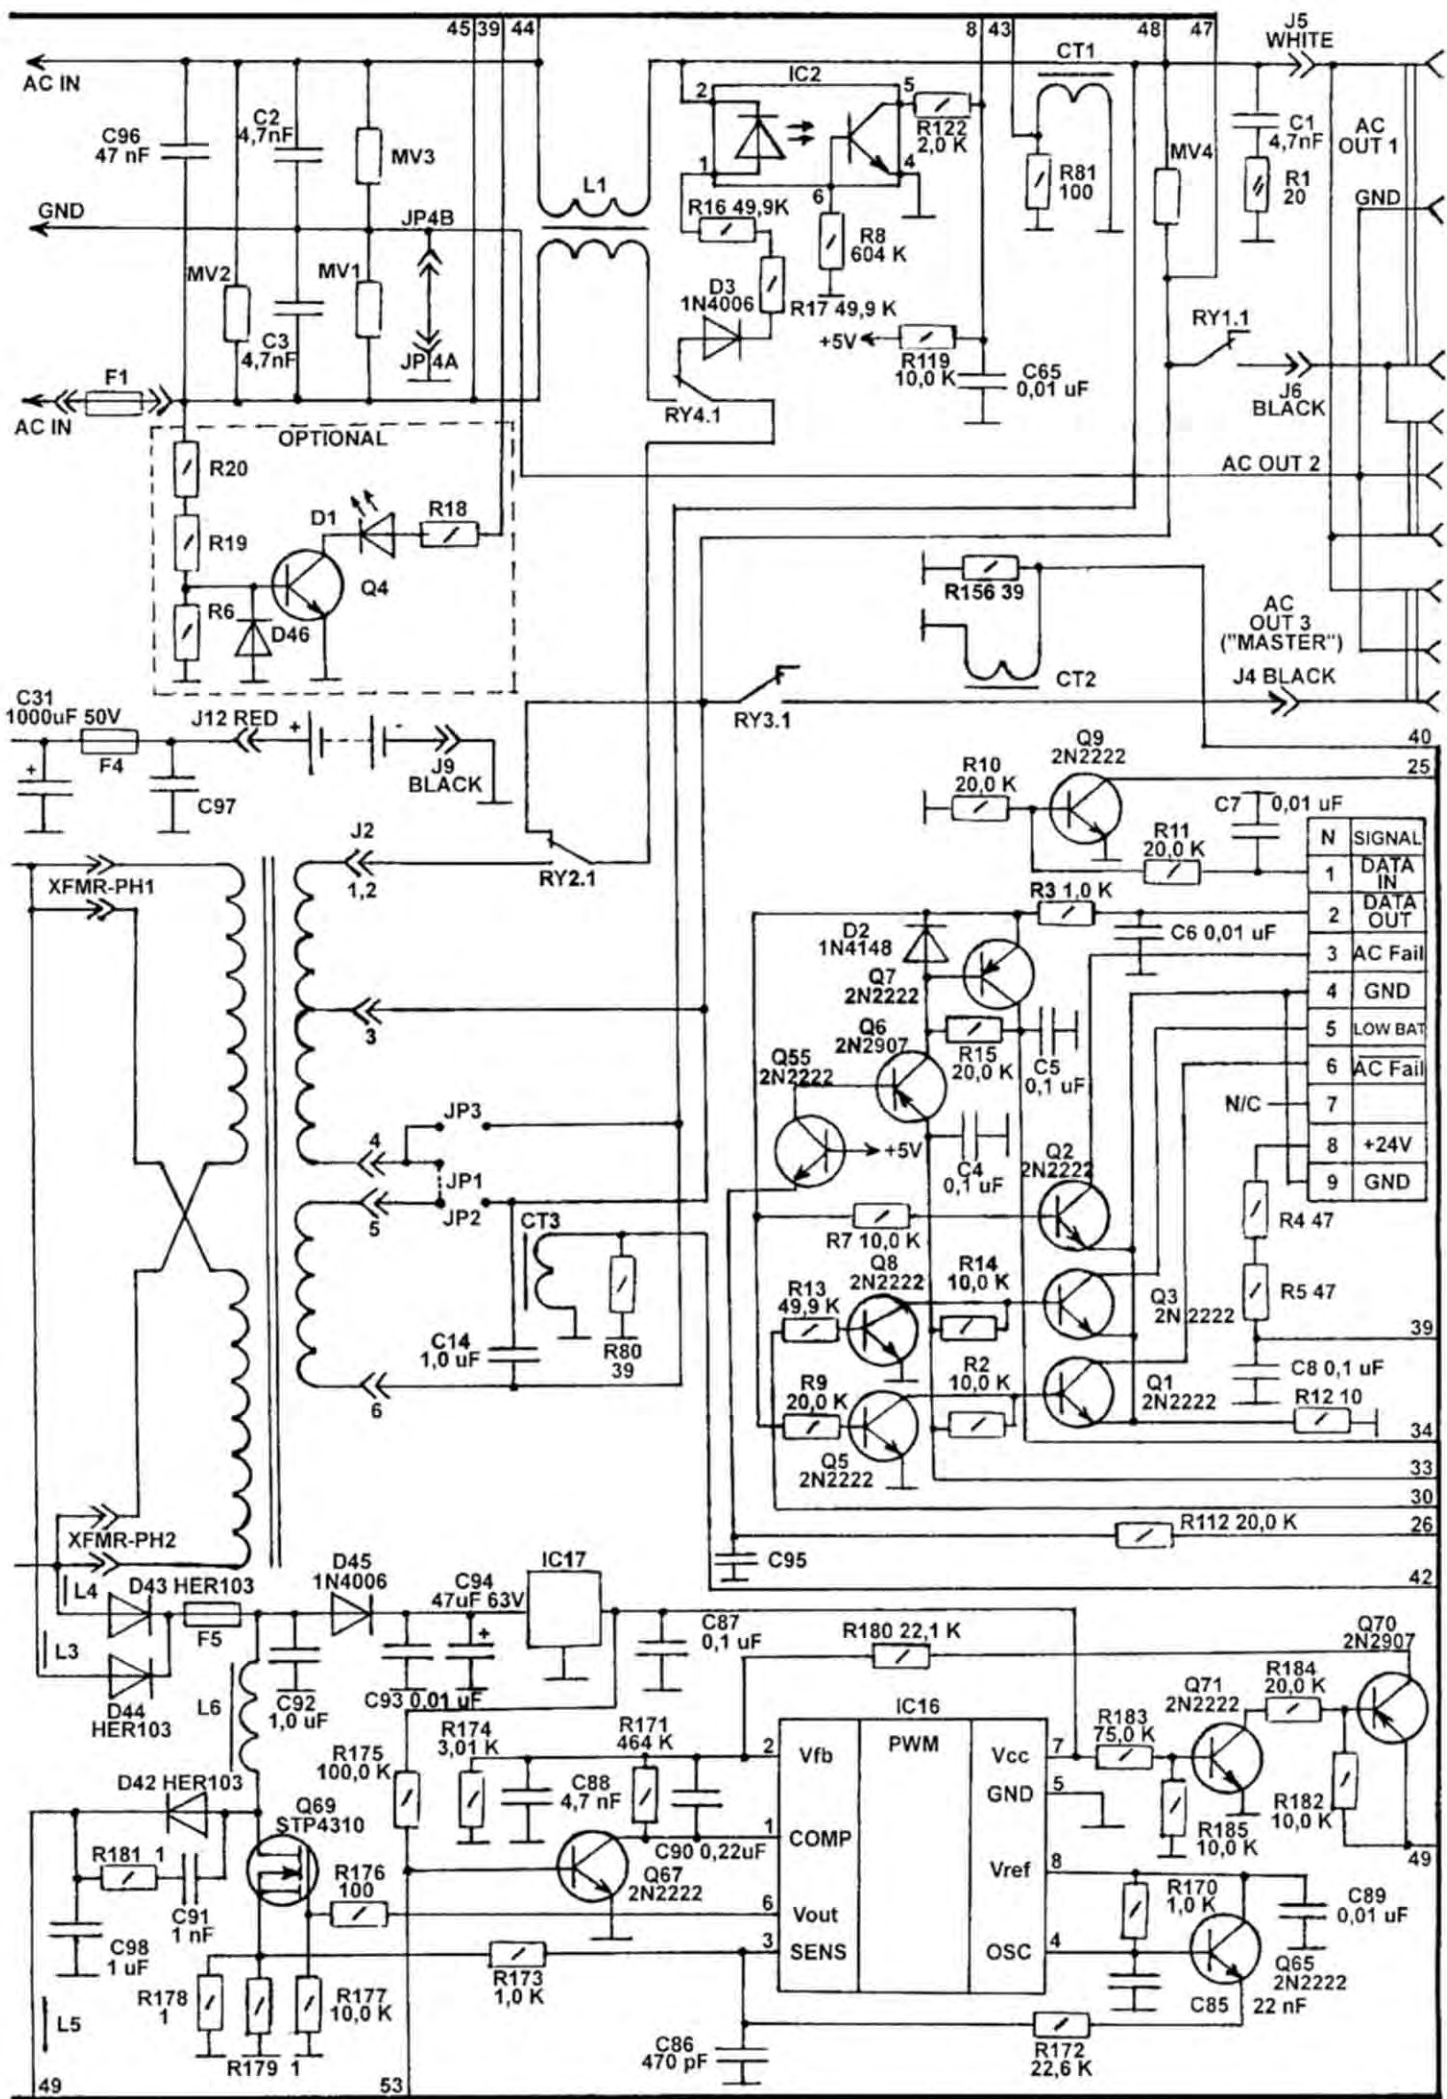 45 39 44
8 43
48 47
J5
WHITE
CT1
AC IN
IC2
2
5
C96
47 nF
C2
4,7nF
MV3
R122
2,0 K
C1
4,7nF
AC
OUT 1
1
4
MV4
L1
R81
100
R1
20
6
GND
JP4B
R16 49,9K
GND
R8
604 K
MV2
MV1
D3
1N4006
R17 49,9 K
C3
4,7nF
RY1.1
+5V
JP4A
R119
10,0 K
C65
0,01 uF
F1
J6
BLACK
AC IN
RY4.1
OPTIONAL
R20
AC OUT 2
D1
R18
R19
Q4
R156 39
R6
D46
AC
OUT 3
("MASTER")
CT2
J4 BLACK
C31
1000uF 50V
J12 RED
RY3.1
+
-
F4
J9
BLACK
Q9
2N2222
40
+
R10
20,0 K
25
C97
C7
0,01 uF
J2
R11
20,0 K
N SIGNAL
XFMR-PH1
1,2
RY2.1
1 DATA
IN
R3 1,0 K
2 DATA
OUT
D2
1N4148
C6 0,01 uF
3 AC Fail
Q7
2N2222
4 GND
3
Q6
2N2907
5 LOW BAT
Q55
2N2222
R15
20,0 K
C5
0,1 uF
6 AC Fail
JP3
N/C
7
4
+5V
8 +24V
JP1
C4
0,1 uF
Q2
2N2222
9 GND
5
JP2
CT3
R4 47
R7 10,0 K
Q8
2N2222
R14
10,0 K
R13
49,9 K
Q3
2N2222
R5 47
C14
1,0 uF
R80
39
39
R2
10,0 K
C8 0,1 uF
6
R9
20,0 K
Q1
2N2222
R12 10
34
Q5
2N2222
33
30
XFMR-PH2
R112 20,0 K
26
C95
D45
1N4006
IC17
L4
D43 HER103
C94
47uF 63V
42
F5
C87
0,1 uF
Q70
2N2907
R180 22,1 K
L3
+
D44
HER103
L6
C92
1,0 uF
C93 0,01 uF
Q71
2N2222
R184
20,0 K
IC16
R174
3,01 K
R171
464 K
R183
75,0 K
R175
100,0 K
2 Vfb
PWM
Vcc 7
D42 HER103
C88
4,7 nF
GND 5
R182
10,0 K
Q69
STP4310
1
COMP
R185
10,0 K
R181 1
C90 0,22uF
49
R176
100
Q67
2N2222
Vref 8
R170
1,0 K
C89
0,01 uF
C91
1 nF
6
Vout
C98
1 uF
3
SENS
OSC 4
R173
1,0 K
Q65
2N2222
R178
1
R177
10,0 K
C85 22 nF
L5
C86
470 pF
R179 1
R172
22,6 K
49
53